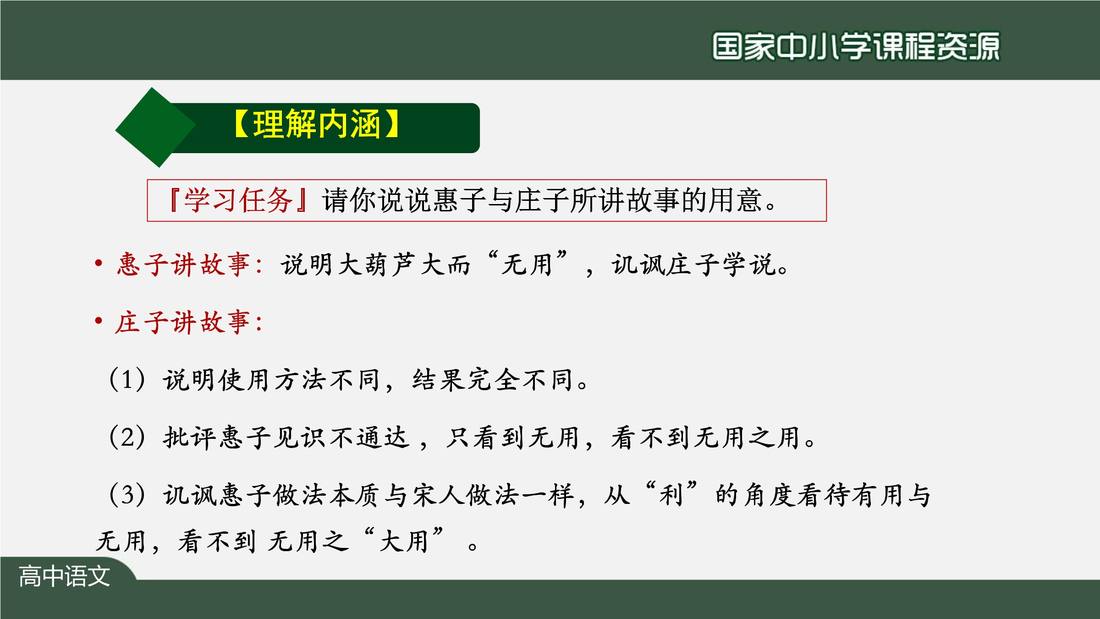 国家中小学课程资源
【理解内涵】
『学习任务』请你说说惠子与庄子所讲故事的用意。
• 惠子讲故事：说明大葫芦大而“无用”，讥讽庄子学说。
• 庄子讲故事：
（1）说明使用方法不同，结果完全不同。
（2）批评惠子见识不通达 ，只看到无用，看不到无用之用。
（3）讥讽惠子做法本质与宋人做法一样，从“利”的角度看待有用与
无用，看不到 无用之“大用” 。
高中语文